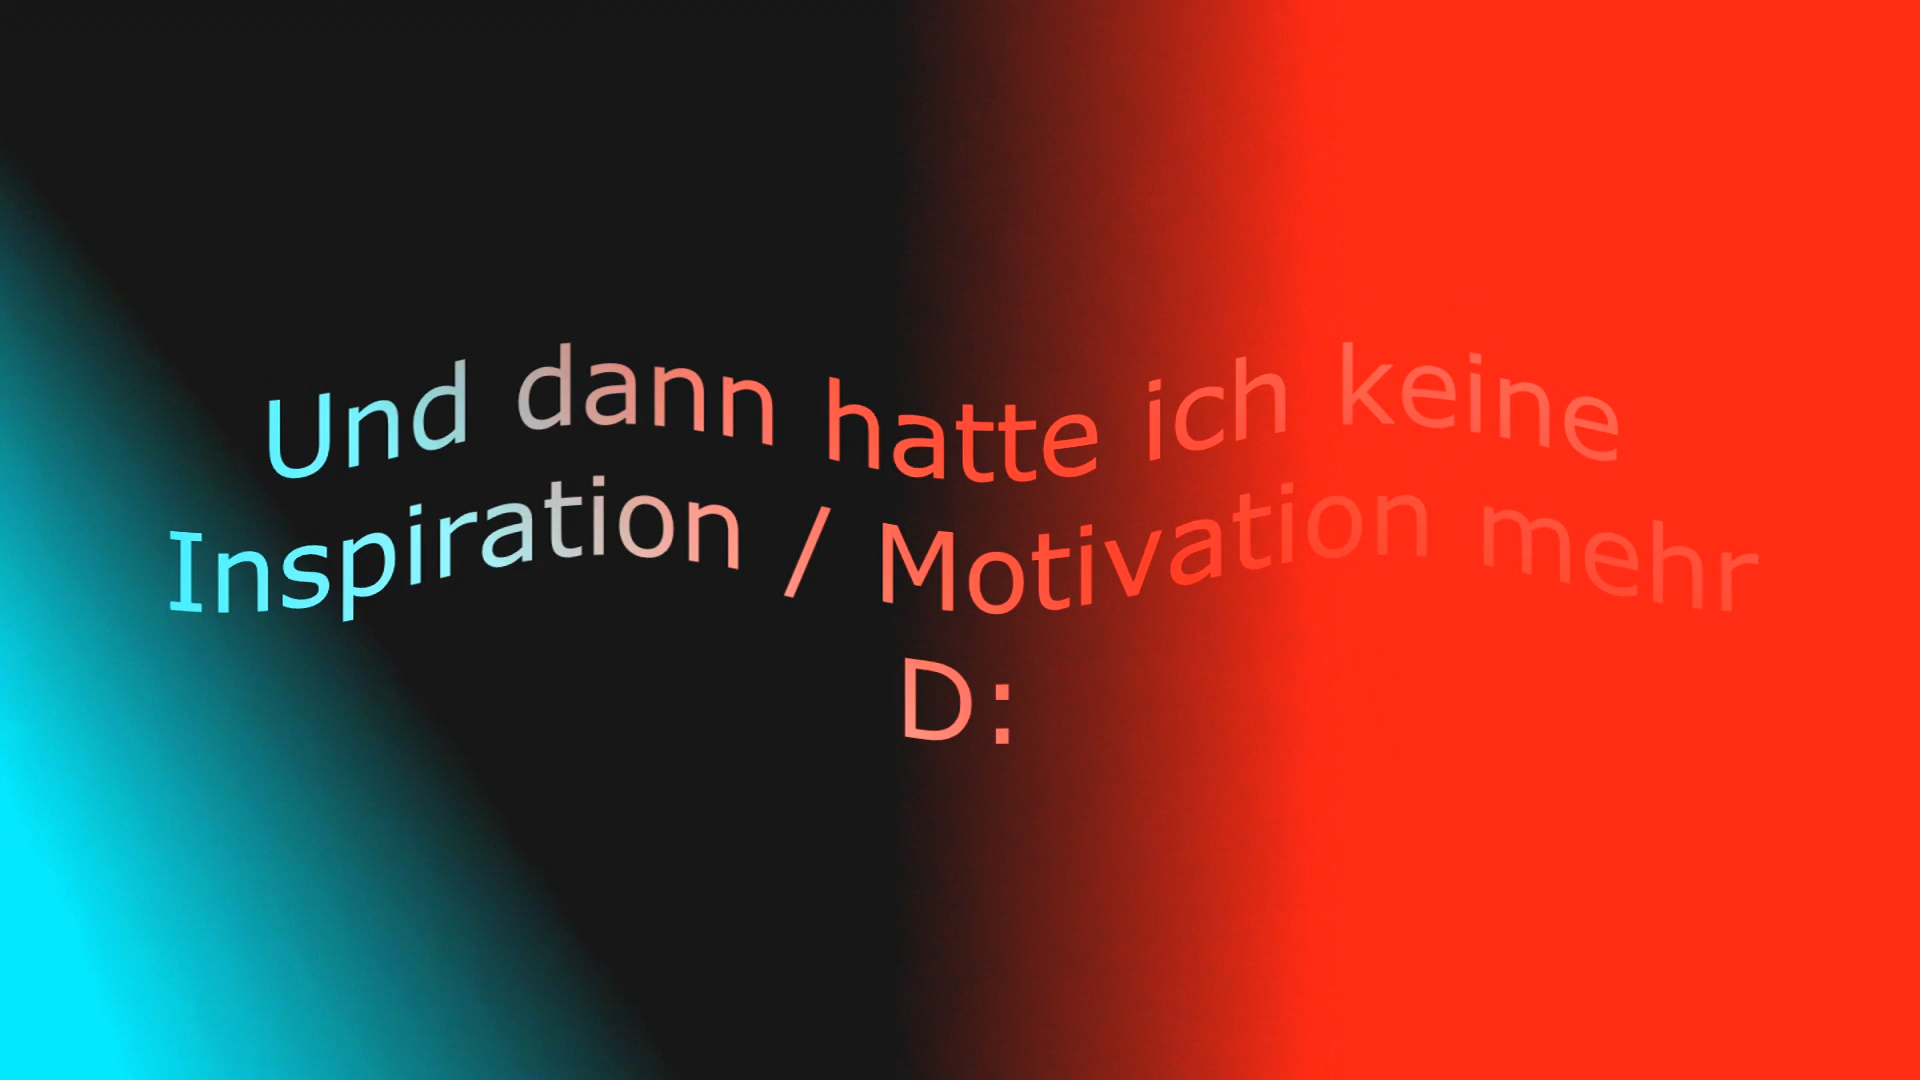 Und dann hatte ich keine
Inspiration / Motivation mehr
D: